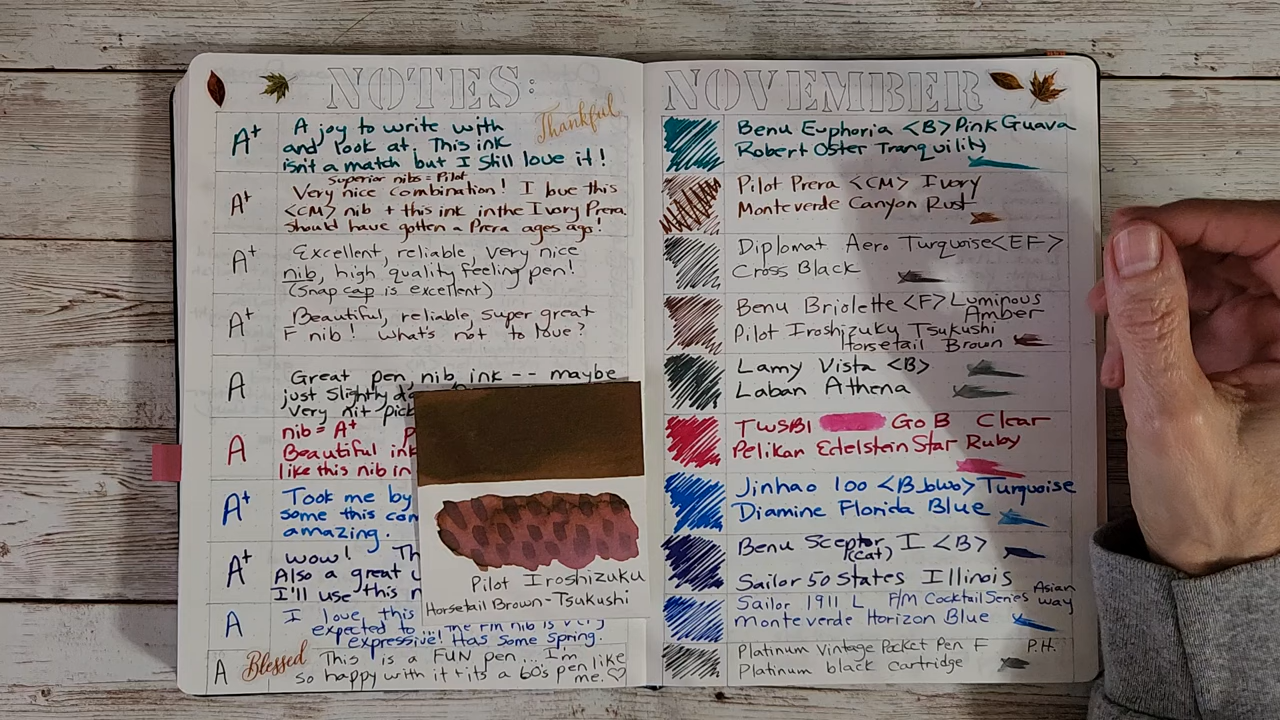 NOTES:
Thankful
A+ A joy to write with
and look at. This ink
isn't a match but I still love it!
superior nibs = Pilot
A+ Very nice combination! I love this
<CM> nib + this ink in the Ivory Prera
should have gotten a Prera ages ago!
A+ Excellent, reliable, very nice
nib, high quality feeling pen!
(Snap cap is excellent)
A+ Beautiful, reliable, super great
F nib! what's not to love?
A Great pen, nib, ink -- maybe
just slightly
very nit-pick
A nib = A+
Beautiful ink
like this nib in
A+ Took me by
some this
amazing.
A+ wow!
Also a great
I'll use this
A I love this
expected to... the FM nib is very
expressive! Has some spring.
A Blessed This is a FUN pen... I'm
so happy with it + its a 60's pen like
me.♡
Pilot Iroshizuku
Horsetail Brown-Tsukushi
NOVEMBER
Benu Euphoria <B> Pink Guava
Robert Oster Tranquility
Pilot Prera <CM> Ivory
Monteverde Canyon Rust
Diplomat Aero Turquoise <EF>
Cross Black
Benu Briolette <F> Luminous
Amber
Pilot Iroshizuku Tsukushi
Horsetail Brown
Lamy Vista <B>
Laban Athena
TWSBI Go B Clear
Pelikan Edelstein Star Ruby
Jinhao 100 <B_bwo> Turquoise
Diamine Florida Blue
Benu Scepter I <B>
(Cat)
Sailor 50 States Illinois
Sailor 1911 L F/M Cocktail Series Asian
way
Monteverde Horizon Blue
Platinum Vintage Pocket Pen F P.H.
Platinum black cartridge